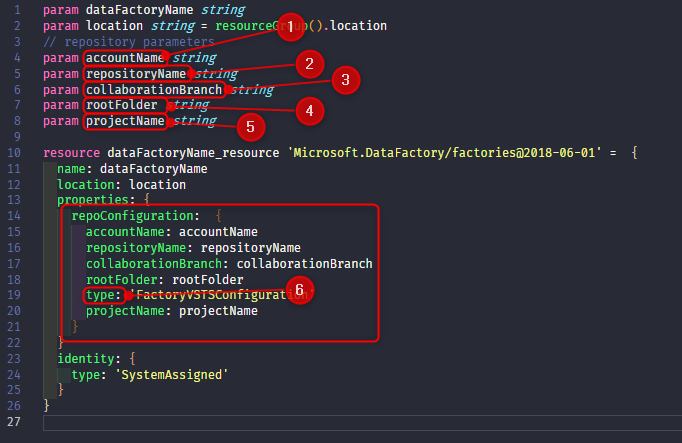 1 param dataFactoryName string
2 param location string = resourceGroup().location 1
3 // repository parameters
4 param accountName string
5 param repositoryName string 2
6 param collaborationBranch string 3
7 param rootFolder string 4
8 param projectName string 5
9
10 resource dataFactoryName_resource 'Microsoft.DataFactory/factories@2018-06-01' = {
11 name: dataFactoryName
12 location: location
13 properties: {
14 repoConfiguration: {
15 accountName: accountName
16 repositoryName: repositoryName
17 collaborationBranch: collaborationBranch
18 rootFolder: rootFolder
19 type: 'FactoryVSTSConfiguration' 6
20 projectName: projectName
21 }
22 }
23 identity: {
24 type: 'SystemAssigned'
25 }
26 }
27